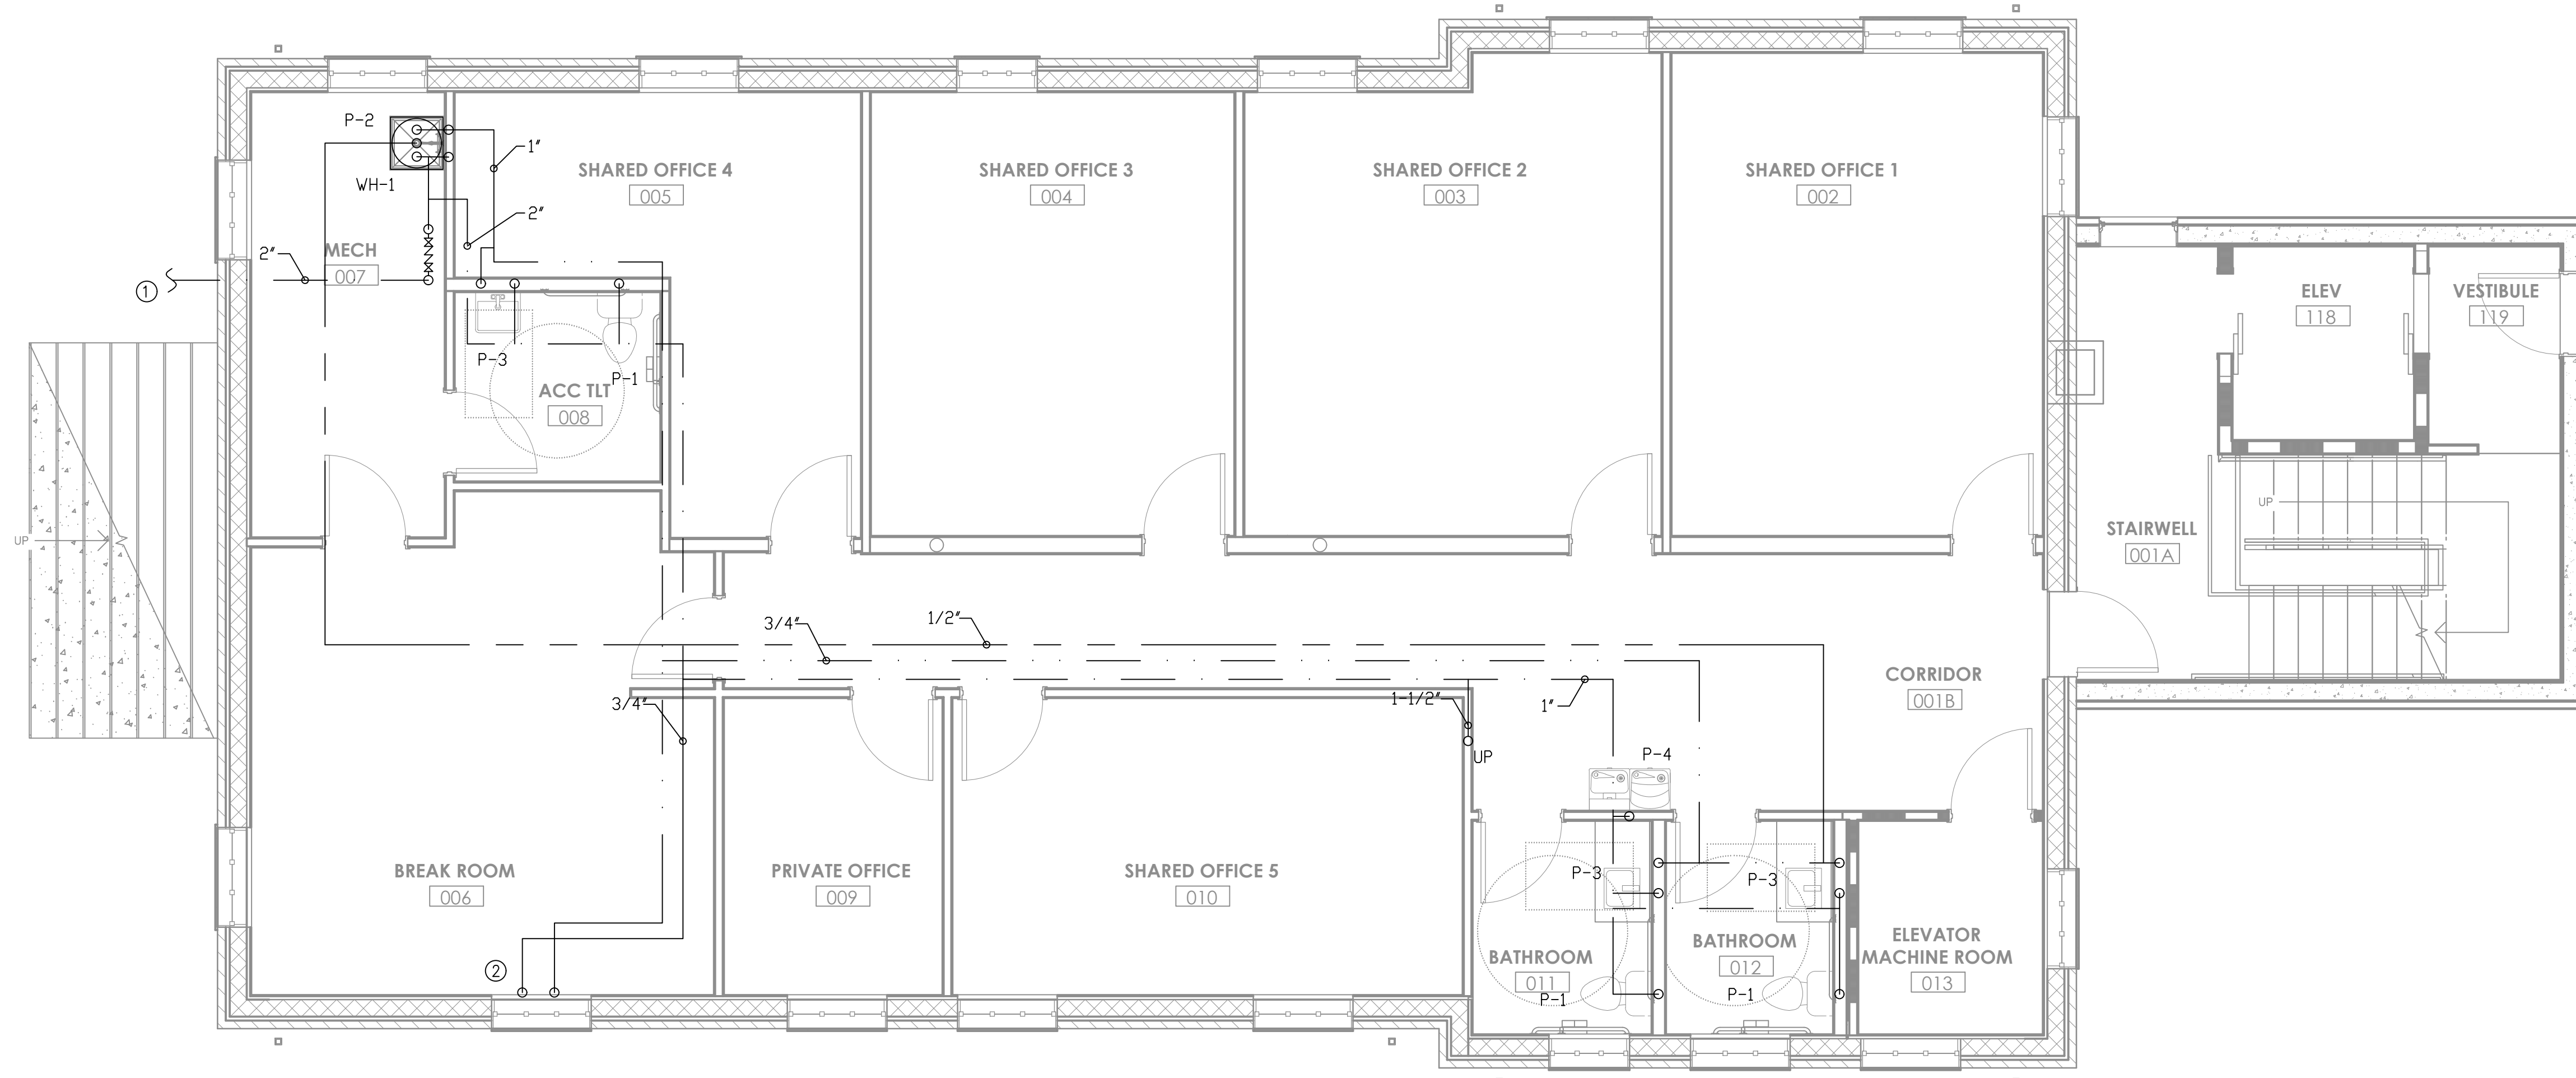 P-2
1"
WH-1
SHARED OFFICE 4
005
SHARED OFFICE 3
004
SHARED OFFICE 2
003
SHARED OFFICE 1
002
2"
2"
MECH
007
1
ELEV
118
VESTIBULE
119
P-3
P-1
ACC TLT
008
UP
UP
STAIRWELL
001A
3/4"
1/2"
CORRIDOR
001B
3/4"
1-1/2"
1"
UP
P-4
BREAK ROOM
006
PRIVATE OFFICE
009
SHARED OFFICE 5
010
P-3
P-3
BATHROOM
011
BATHROOM
012
ELEVATOR
MACHINE ROOM
013
2
P-1
P-1